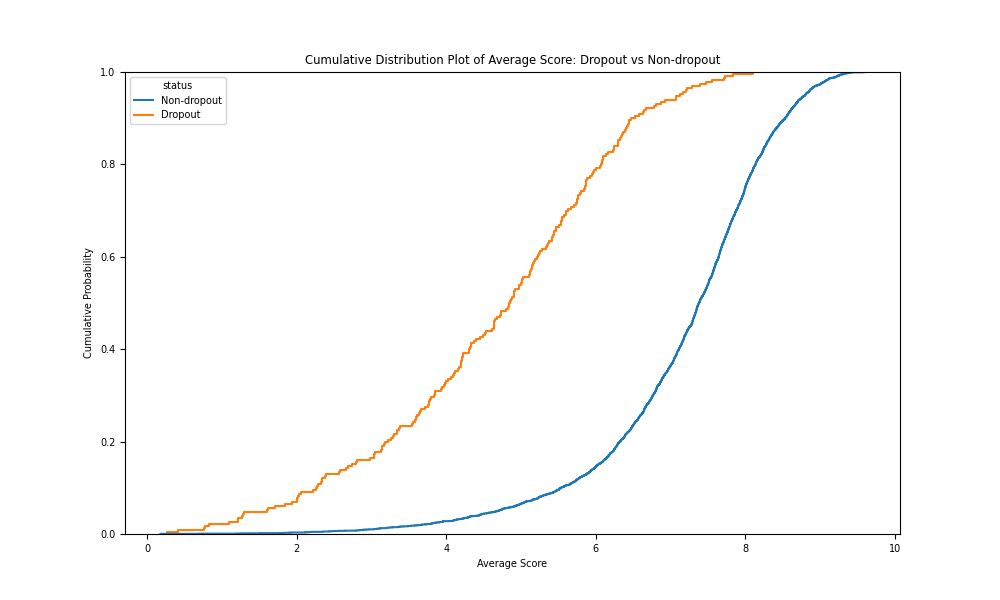 Cumulative Distribution Plot of Average Score: Dropout vs Non-dropout
status
Non-dropout
Dropout
Cumulative Probability
1.0
0.8
0.6
0.4
0.2
0.0
0 2 4 6 8 10
Average Score